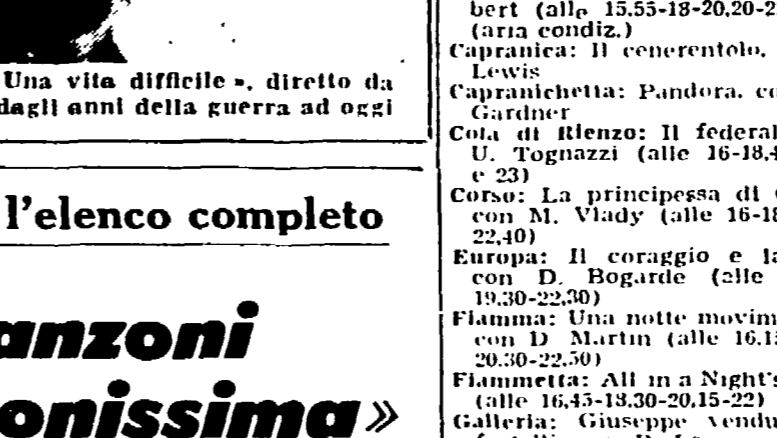 Una vita difficile », diretto da
dagli anni della guerra ad oggi
l'elenco completo
anzoni
onissima»
bert (alle 15,55-18-20,20-2
(aria condiz.)
Capranica: Il cenerentolo,
Lewis
Capranichetta: Pandora, co
Gardner
Cola di Rienzo: Il federal
U. Tognazzi (alle 16-18,4
e 23)
Corso: La principessa di
con M. Vlady (alle 16-18
22,40)
Europa: Il coraggio e la
con D. Bogarde (alle
19.30-22,30)
Fiamma: Una notte movim
con D. Martin (alle 16.15
20.30-22.50)
Fiammetta: All in a Night's
(alle 16,45-18.30-20,15-22)
Galleria: Giuseppe vendu